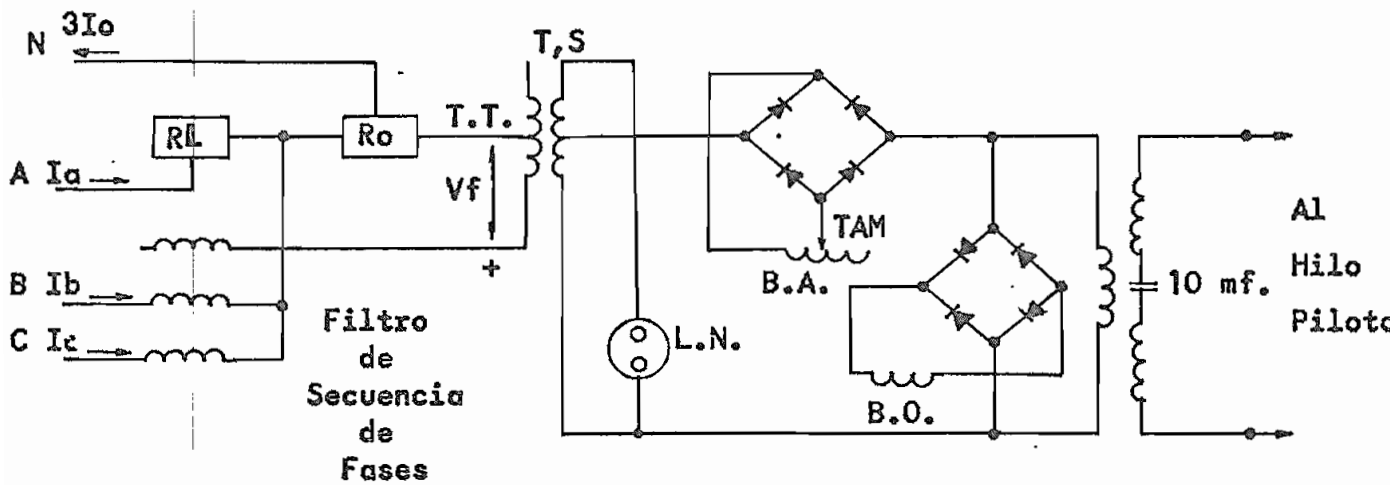 N 3Io
T,S
RL
Ro
T.T.
A Ia
Vf
+
TAM
B.A.
B Ib
C Ic
Filtro
de
Secuencia
de
Fases
L.N.
B.O.
10 mf.
Al
Hilo
Piloto